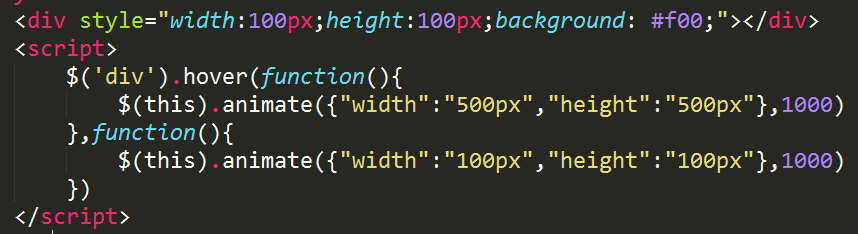 <div style="width:100px;height:100px;background: #f00;"></div>
<script>
    $('div').hover(function(){
        $(this).animate({"width":"500px","height":"500px"},1000)
    },function(){
        $(this).animate({"width":"100px","height":"100px"},1000)
    })
</script>